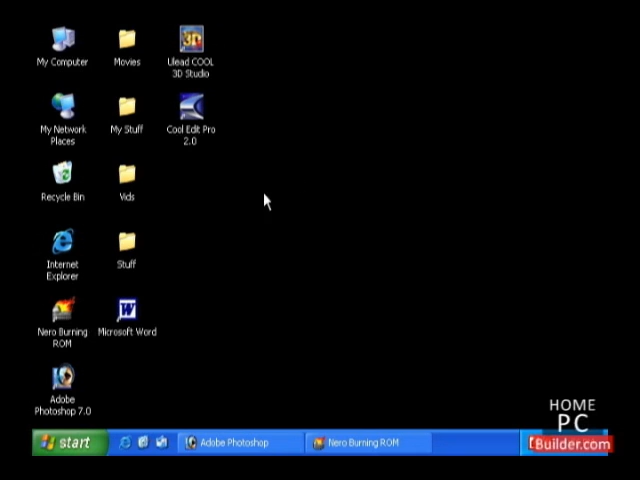 My Computer
Movies
Ulead COOL
3D Studio
My Network
Places
My Stuff
Cool Edit Pro
2.0
Recycle Bin
Vids
Internet
Explorer
Stuff
Nero Burning
ROM
Microsoft Word
Adobe
Photoshop 7.0
HOME
PC
Builder.com
start
Adobe Photoshop
Nero Burning ROM